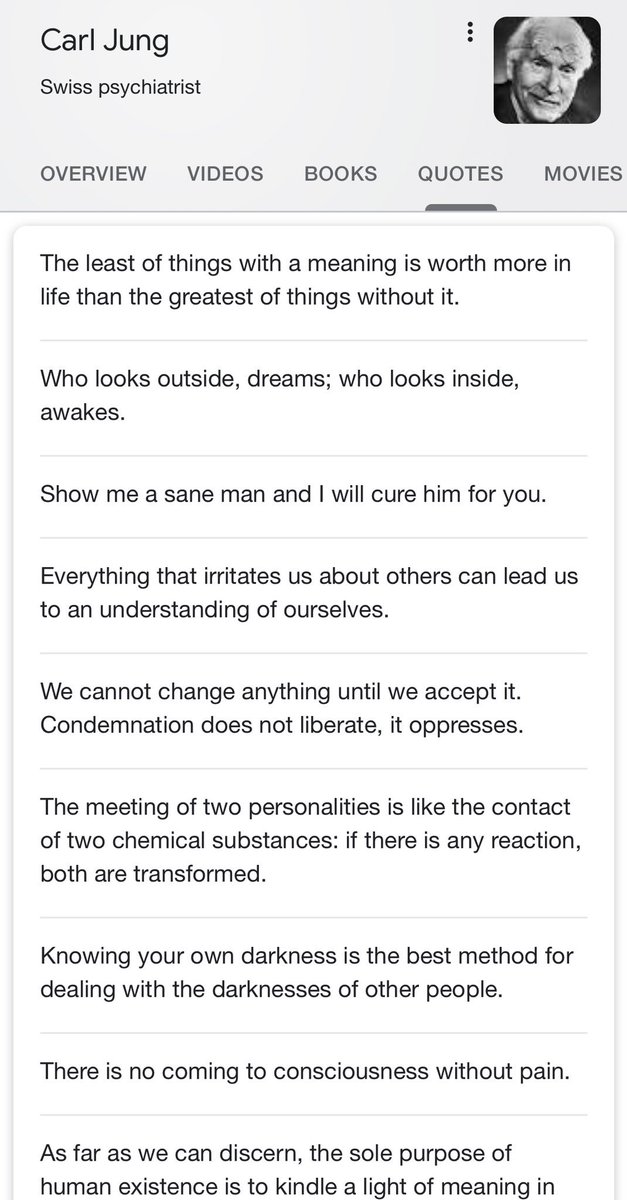 Carl Jung
Swiss psychiatrist
OVERVIEW VIDEOS BOOKS QUOTES MOVIES
The least of things with a meaning is worth more in
life than the greatest of things without it.
Who looks outside, dreams; who looks inside,
awakes.
Show me a sane man and I will cure him for you.
Everything that irritates us about others can lead us
to an understanding of ourselves.
We cannot change anything until we accept it.
Condemnation does not liberate, it oppresses.
The meeting of two personalities is like the contact
of two chemical substances: if there is any reaction,
both are transformed.
Knowing your own darkness is the best method for
dealing with the darknesses of other people.
There is no coming to consciousness without pain.
As far as we can discern, the sole purpose of
human existence is to kindle a light of meaning in